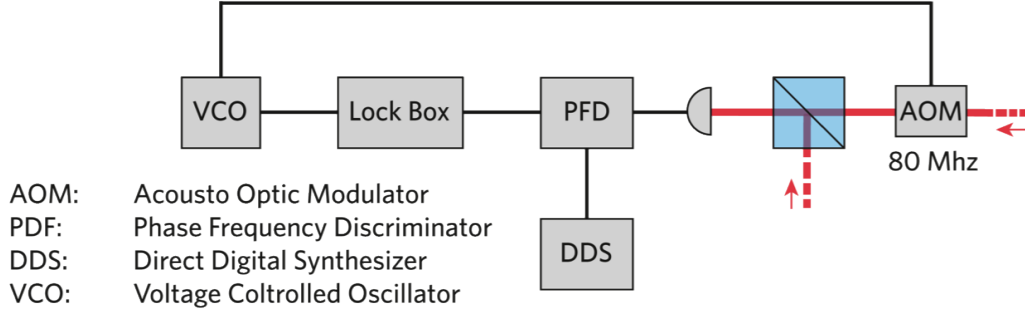 VCO Lock Box PFD AOM
80 Mhz
DDS
AOM: Acousto Optic Modulator
PDF: Phase Frequency Discriminator
DDS: Direct Digital Synthesizer
VCO: Voltage Coltrolled Oscillator